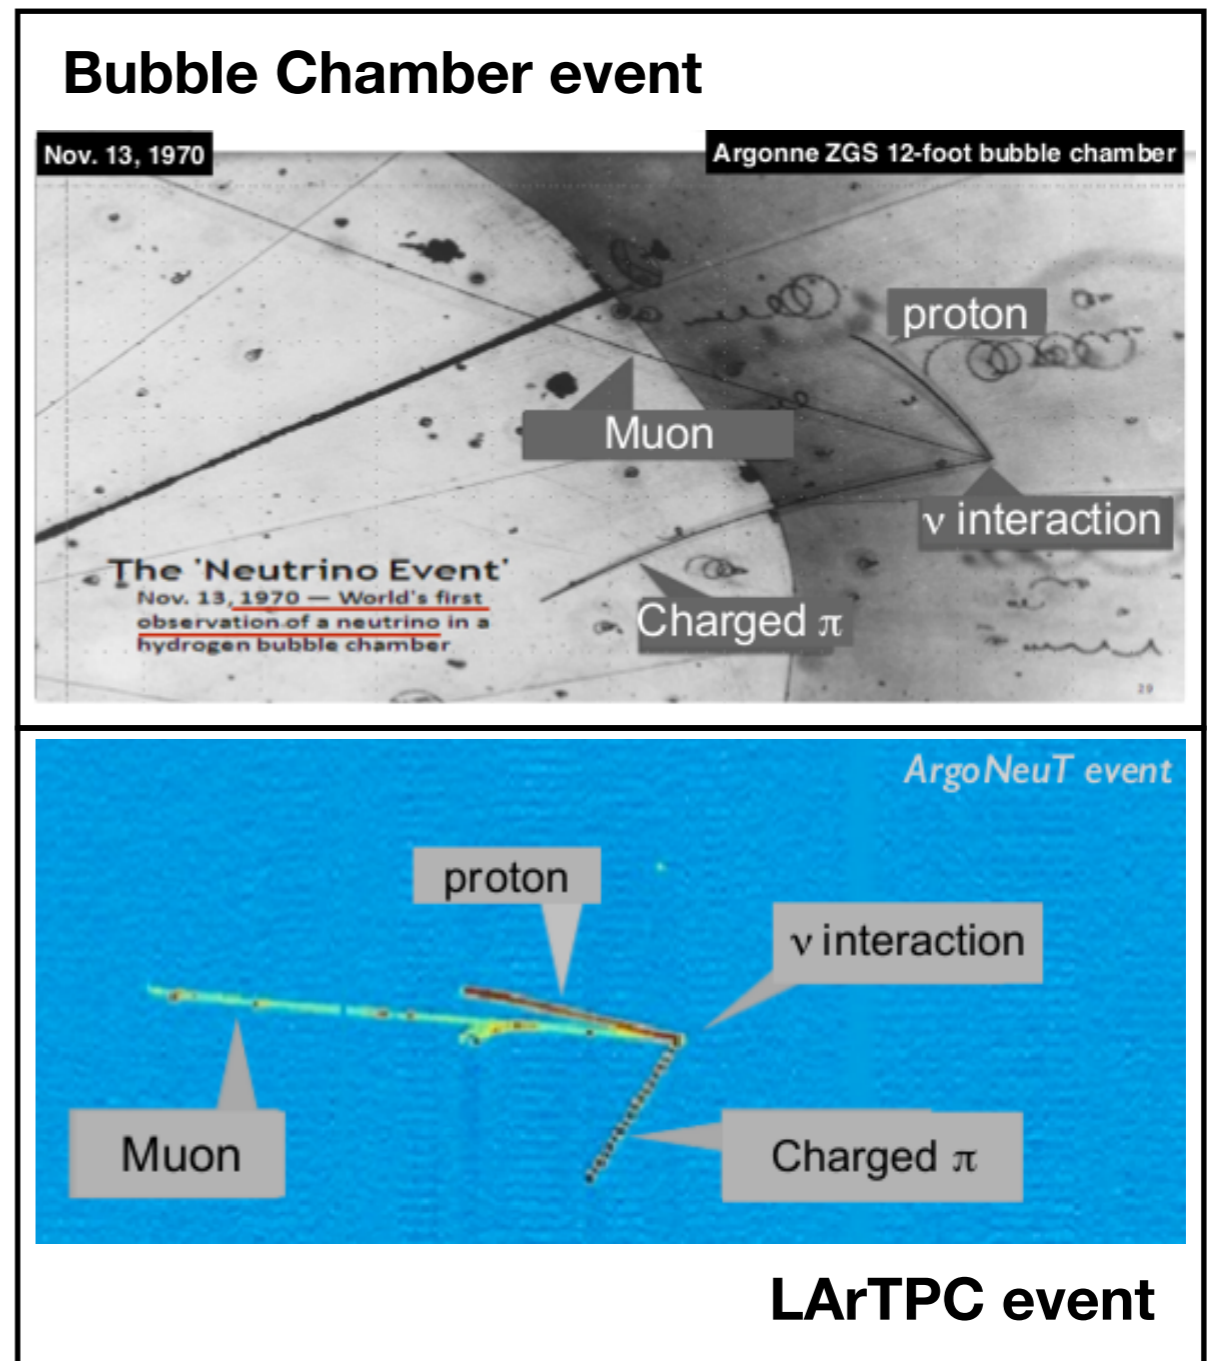 Bubble Chamber event
Nov. 13, 1970
Argonne ZGS 12-foot bubble chamber
proton
Muon
ν interaction
The 'Neutrino Event'
Nov. 13, 1970 — World's first
observation of a neutrino in a
hydrogen bubble chamber
Charged π
29
ArgoNeuT event
proton
ν interaction
Muon
Charged π
LArTPC event